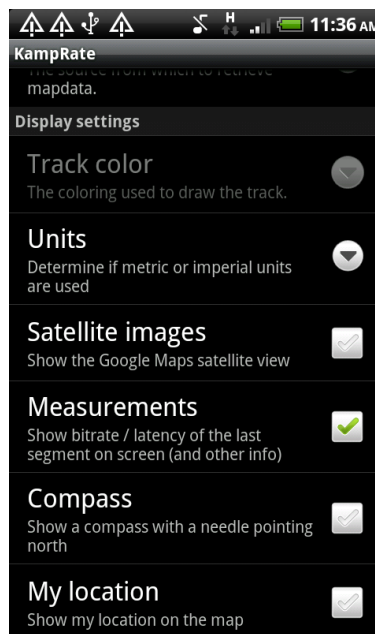 H
11:36 AM
KampRate
The source from which to retrieve
mapdata.
Display settings
Track color
The coloring used to draw the track.
Units
Determine if metric or imperial units
are used
Satellite images
Show the Google Maps satellite view
Measurements
Show bitrate / latency of the last
segment on screen (and other info)
Compass
Show a compass with a needle pointing
north
My location
Show my location on the map